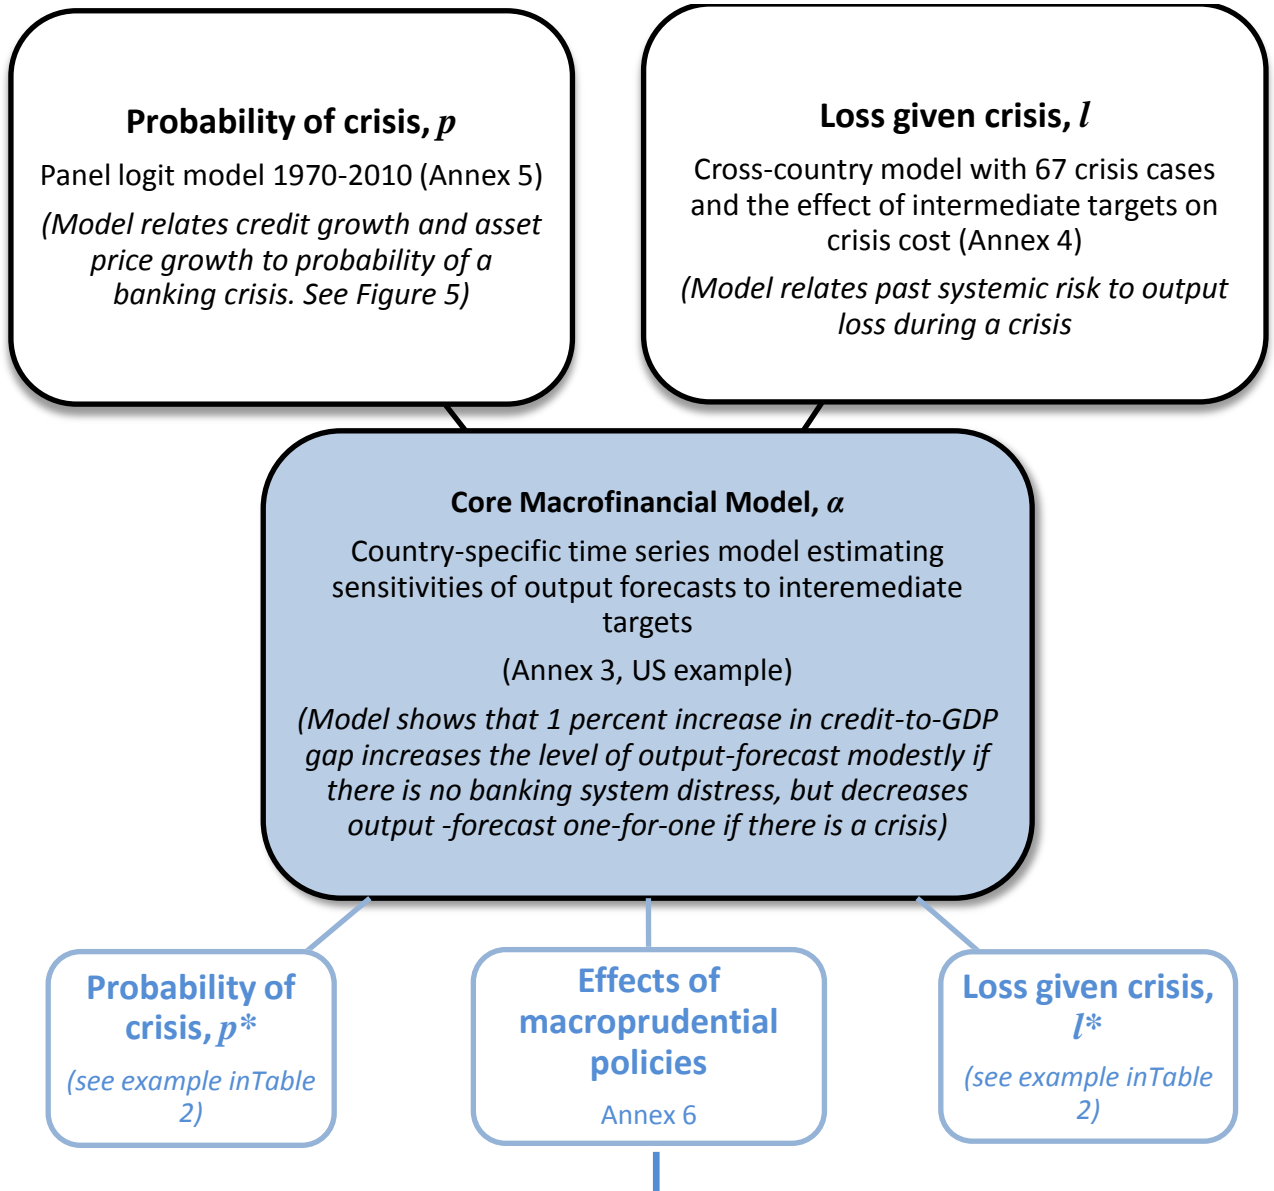 Probability of crisis, p
Panel logit model 1970-2010 (Annex 5)
(Model relates credit growth and asset
price growth to probability of a
banking crisis. See Figure 5)
Loss given crisis, l
Cross-country model with 67 crisis cases
and the effect of intermediate targets on
crisis cost (Annex 4)
(Model relates past systemic risk to output
loss during a crisis
Core Macrofinancial Model, α
Country-specific time series model estimating
sensitivities of output forecasts to interemediate
targets
(Annex 3, US example)
(Model shows that 1 percent increase in credit-to-GDP
gap increases the level of output-forecast modestly if
there is no banking system distress, but decreases
output -forecast one-for-one if there is a crisis)
Probability of
crisis, p*
(see example inTable
2)
Effects of
macroprudential
policies
Annex 6
Loss given crisis,
l*
(see example inTable
2)